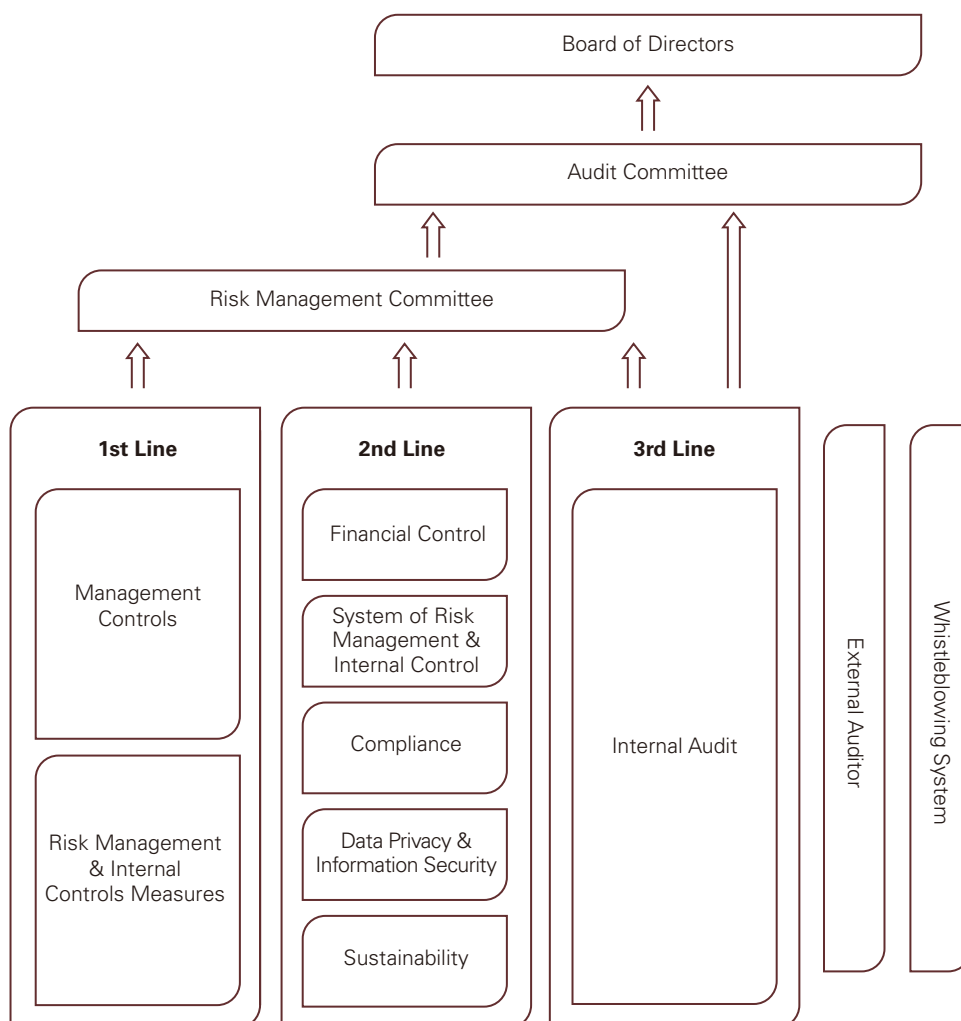 Board of Directors
Audit Committee
Risk Management Committee
1st Line
Management
Controls
Risk Management
& Internal
Controls Measures
2nd Line
Financial Control
System of Risk
Management &
Internal Control
Compliance
Data Privacy &
Information Security
Sustainability
3rd Line
Internal Audit
External Auditor
Whistleblowing System